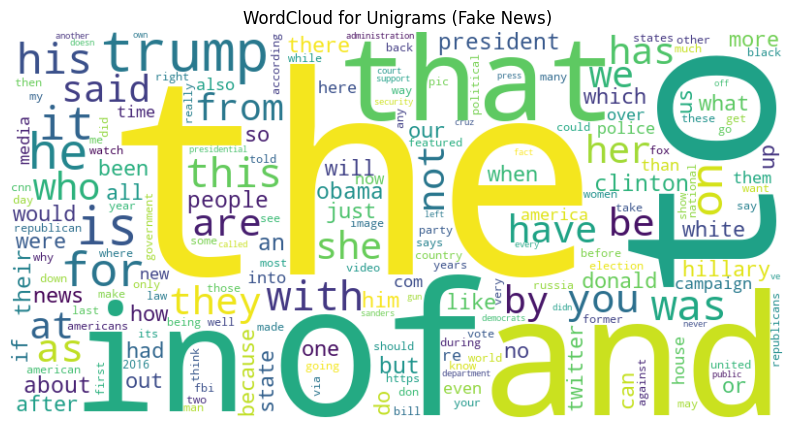 WordCloud for Unigrams (Fake News)
another doesn own administration back states other
his trump there president has more much black
then right while according court support press many
my said from here way pic political we which what
media time also really any that over us these get off go
it me did so our cruz security could police
he watch presidential told featured not her than up
cnn who been this will the when clinton them fox want
day all people how obama america women on show national say
republican year is are see just image left party take be white
would government some she says have
why where were for an most called country every donald hillary
their down new only those into video com years very russia before election campaign
news make law they with him like by you was
if last at americans how being well its made gun sanders democrats didn former never ve
as had because one should vote during no twitter house republicans
american first think going but re world know
about out fbi state via https don even department can against united public or
after two man 2016 do bill your may
in of and to